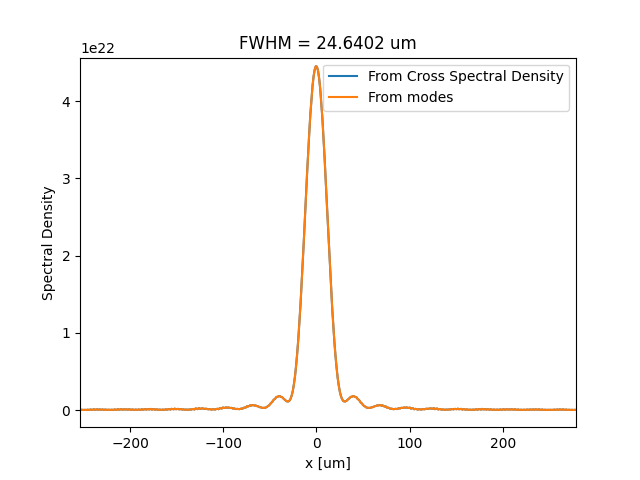 FWHM = 24.6402 um
1e22
From Cross Spectral Density
From modes
4
3
2
1
0
Spectral Density
−200
−100
0
100
200
x [um]